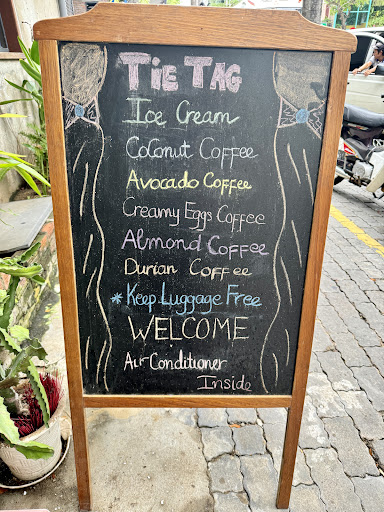 TIE TAG
Ice Cream
Coconut Coffee
Avocado Coffee
Creamy Eggs Coffee
Almond Coffee
Durian Coffee
* Keep Luggage Free
WELCOME
Air Conditioner
Inside